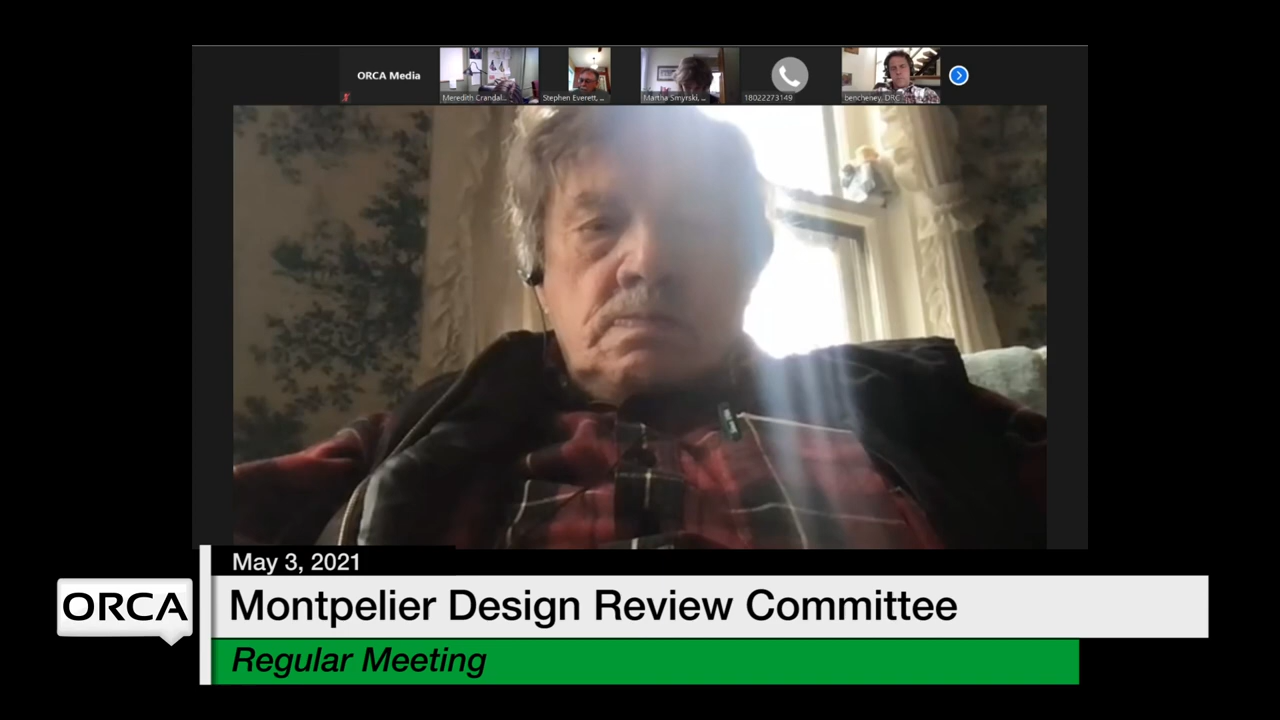 ORCA Media
Meredith Crandal...
Stephen Everett, ...
Martha Smyrski, ...
18022273149
bencheney, DRC
May 3, 2021
ORCA
Montpelier Design Review Committee
Regular Meeting